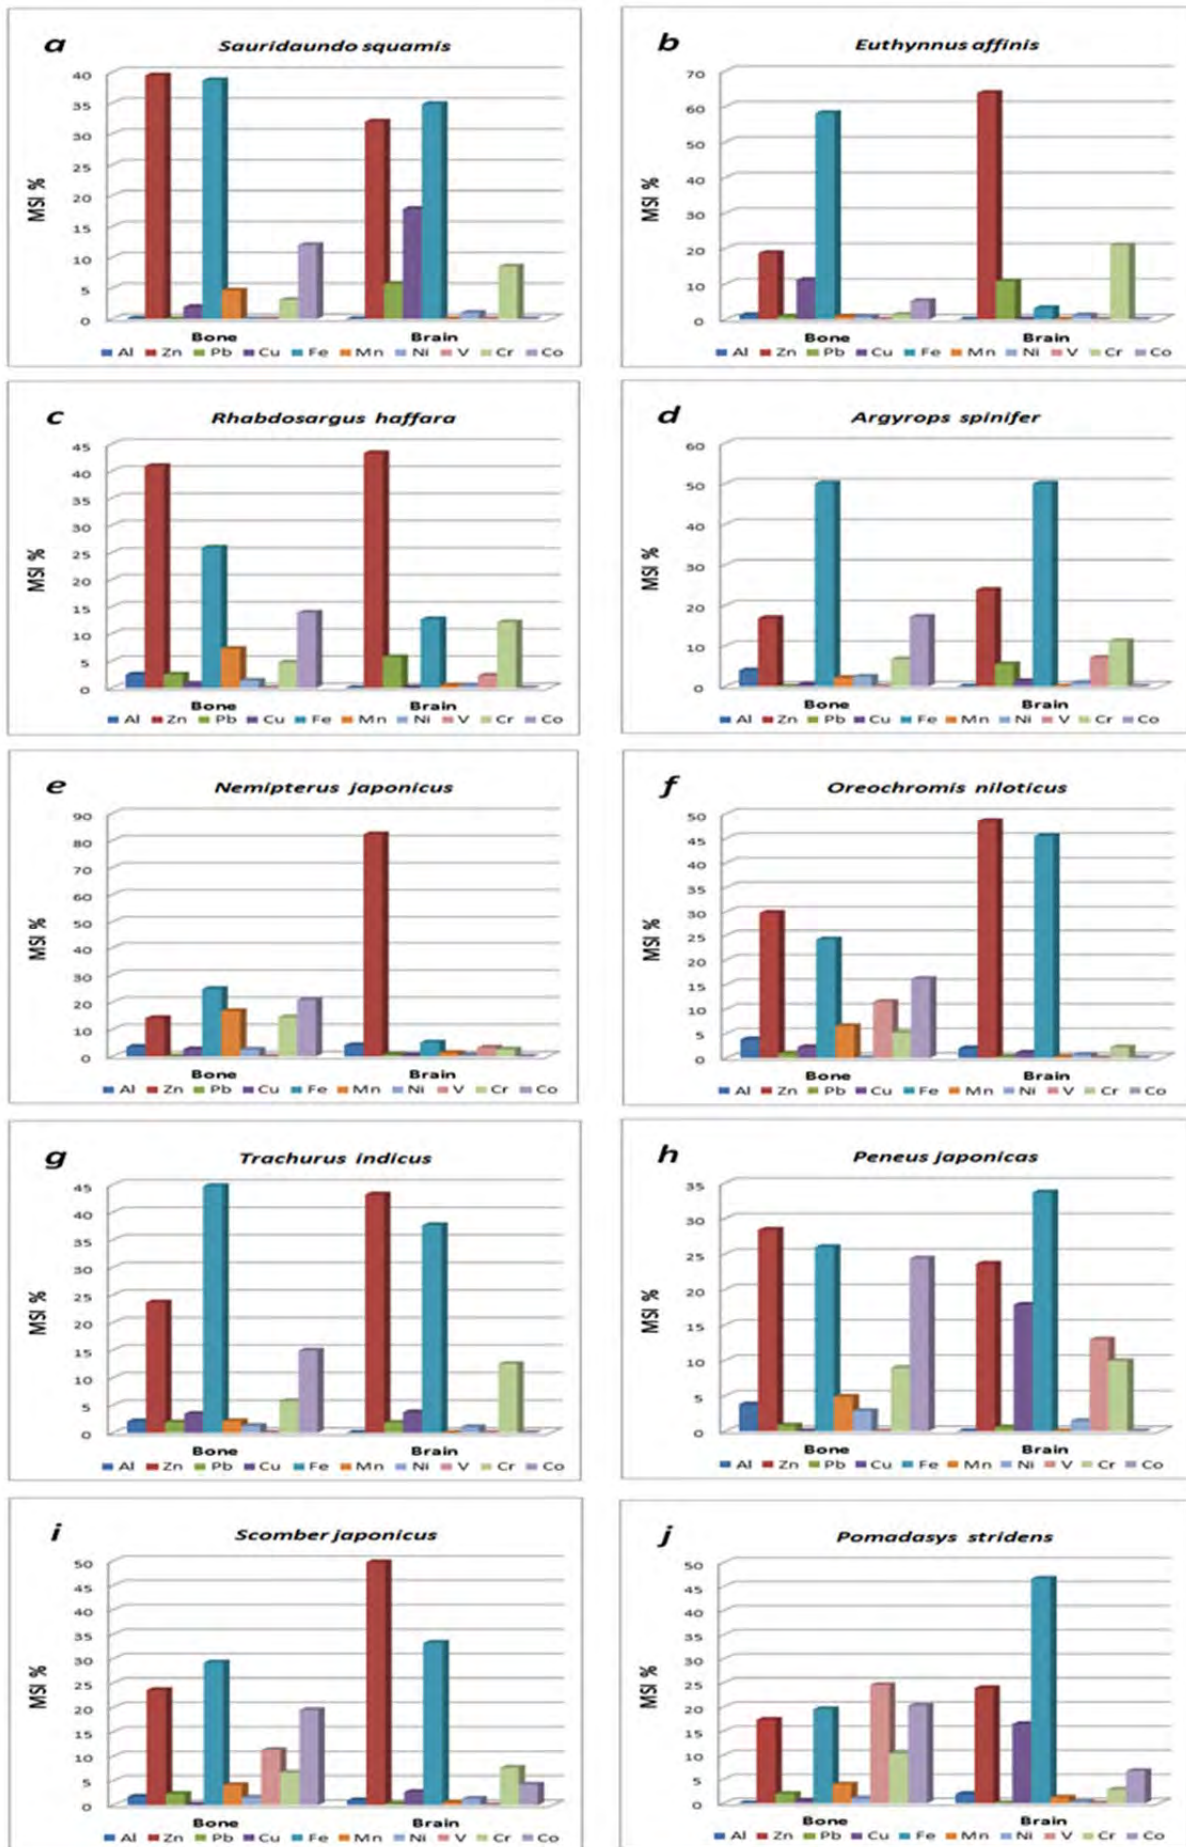 a
Sauridaundo squamis
40
35
30
25
20
15
10
5
0
MSI %
Bone Brain
Al Zn Pb Cu Fe Mn Ni V Cr Co
b
Euthynnus affinis
70
60
50
40
30
20
10
0
MSI %
Bone Brain
Al Zn Pb Cu Fe Mn Ni V Cr Co
c
Rhabdosargus haffara
45
40
35
30
25
20
15
10
5
0
MSI %
Bone Brain
Al Zn Pb Cu Fe Mn Ni V Cr Co
d
Argyrops spinifer
60
50
40
30
20
10
0
MSI %
Bone Brain
Al Zn Pb Cu Fe Mn Ni V Cr Co
e
Nemipterus japonicus
90
80
70
60
50
40
30
20
10
0
MSI %
Bone Brain
Al Zn Pb Cu Fe Mn Ni V Cr Co
f
Oreochromis niloticus
50
45
40
35
30
25
20
15
10
5
0
MSI %
Bone Brain
Al Zn Pb Cu Fe Mn Ni V Cr Co
g
Trachurus indicus
45
40
35
30
25
20
15
10
5
0
MSI %
Bone Brain
Al Zn Pb Cu Fe Mn Ni V Cr Co
h
Peneus japonicas
35
30
25
20
15
10
5
0
MSI %
Bone Brain
Al Zn Pb Cu Fe Mn Ni V Cr Co
i
Scomber japonicus
50
45
40
35
30
25
20
15
10
5
0
MSI %
Bone Brain
Al Zn Pb Cu Fe Mn Ni V Cr Co
j
Pomadasys stridens
50
45
40
35
30
25
20
15
10
5
0
MSI %
Bone Brain
Al Zn Pb Cu Fe Mn Ni V Cr Co